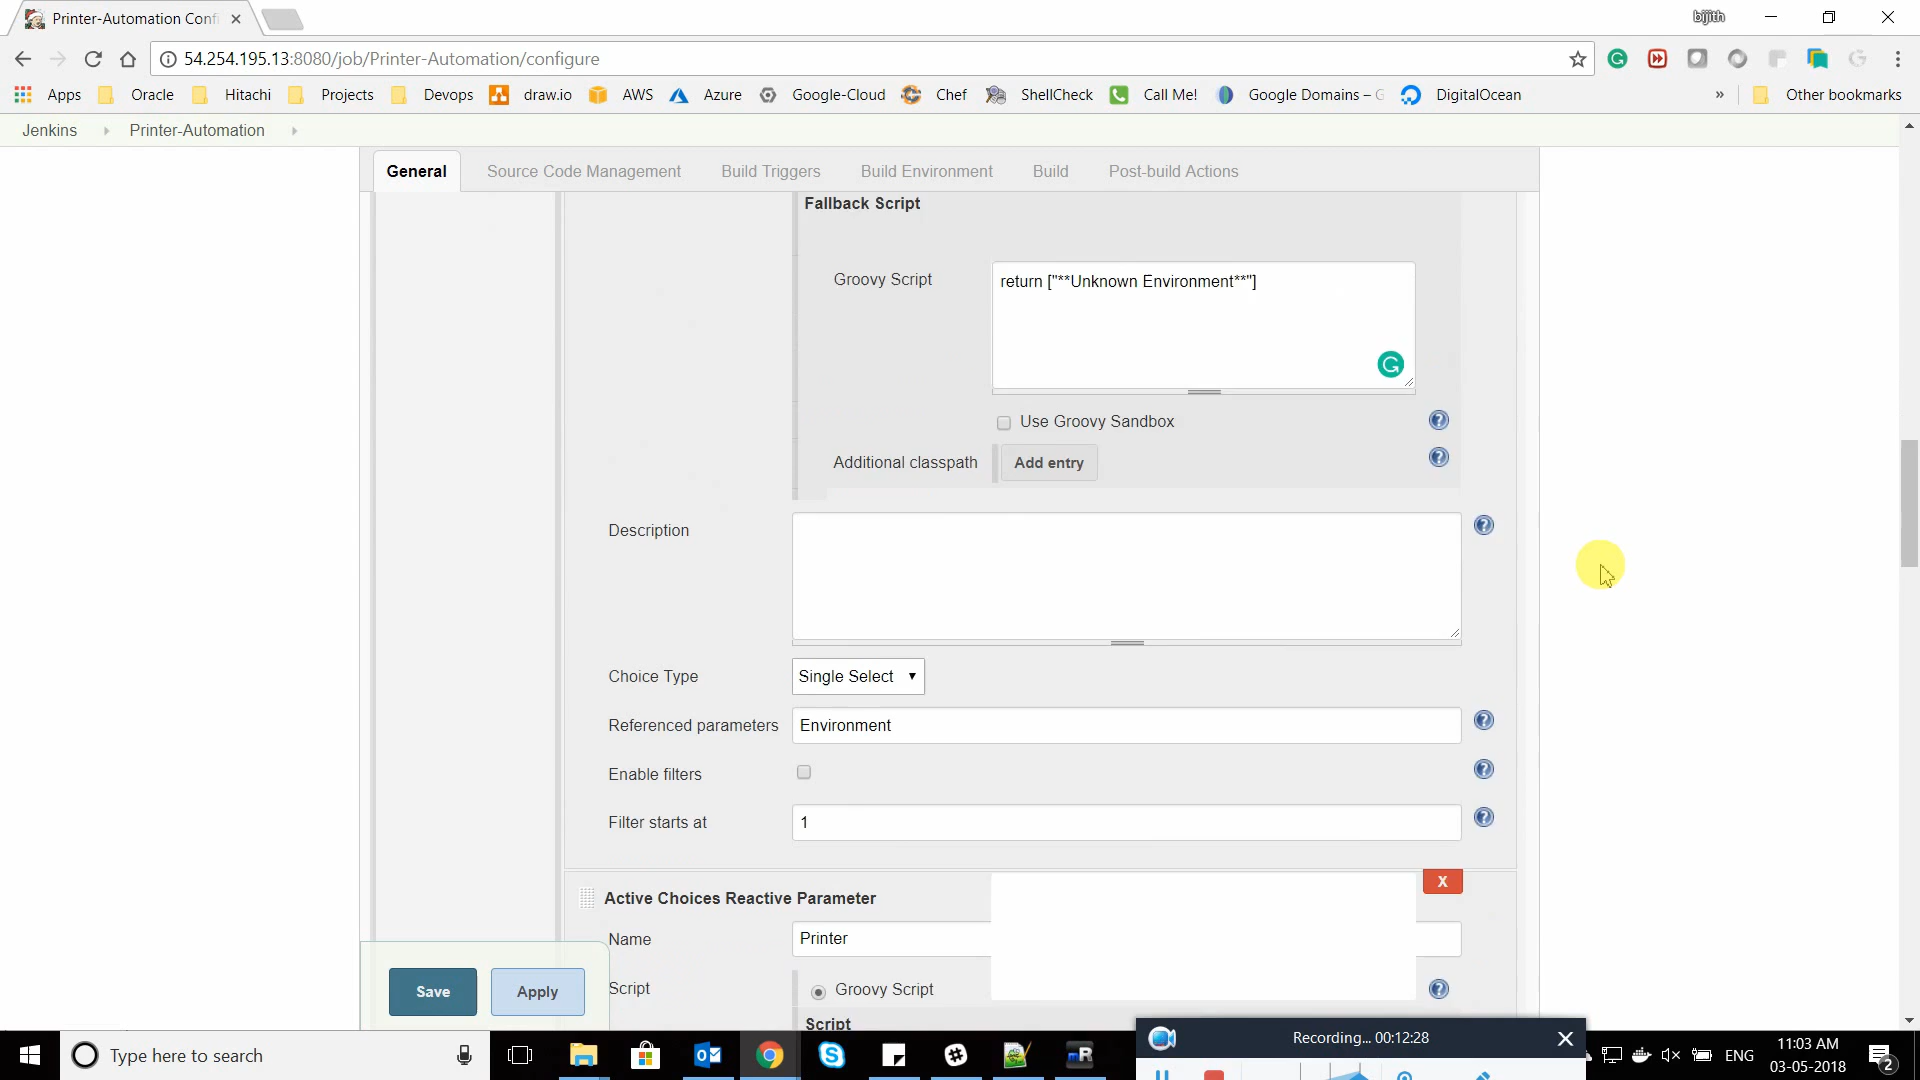 Printer-Automation Confi
bijith
54.254.195.13:8080/job/Printer-Automation/configure
Apps Oracle Hitachi Projects Devops draw.io AWS Azure Google-Cloud Chef ShellCheck Call Me! Google Domains – G DigitalOcean » Other bookmarks
Jenkins Printer-Automation
General Source Code Management Build Triggers Build Environment Build Post-build Actions
Fallback Script
Groovy Script return ["**Unknown Environment**"]
Use Groovy Sandbox
Additional classpath Add entry
Description
Choice Type Single Select
Referenced parameters Environment
Enable filters
Filter starts at 1
X
Active Choices Reactive Parameter
Name Printer
Save Apply Script Groovy Script
Script
Recording... 00:12:28
Type here to search
ENG 11:03 AM
03-05-2018
2